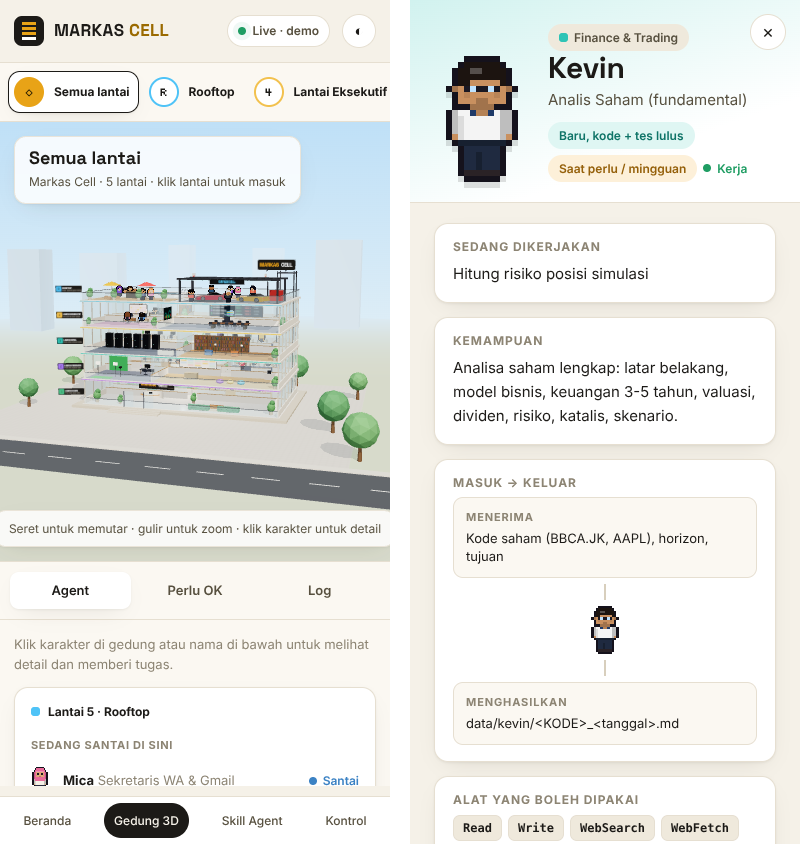 MARKAS CELL
Live · demo
Semua lantai
R
Rooftop
4
Lantai Eksekutif
Semua lantai
Markas Cell · 5 lantai · klik lantai untuk masuk
MARKAS CELL
Seret untuk memutar · gulir untuk zoom · klik karakter untuk detail
Agent
Perlu OK
Log
Klik karakter di gedung atau nama di bawah untuk melihat
detail dan memberi tugas.
Lantai 5 · Rooftop
SEDANG SANTAI DI SINI
Mica Sekretaris WA & Gmail
Santai
Beranda
Gedung 3D
Skill Agent
Kontrol
Finance & Trading
×
Kevin
Analis Saham (fundamental)
Baru, kode + tes lulus
Saat perlu / mingguan
Kerja
SEDANG DIKERJAKAN
Hitung risiko posisi simulasi
KEMAMPUAN
Analisa saham lengkap: latar belakang,
model bisnis, keuangan 3-5 tahun, valuasi,
dividen, risiko, katalis, skenario.
MASUK → KELUAR
MENERIMA
Kode saham (BBCA.JK, AAPL), horizon,
tujuan
MENGHASILKAN
data/kevin/<KODE>_<tanggal>.md
ALAT YANG BOLEH DIPAKAI
Read
Write
WebSearch
WebFetch